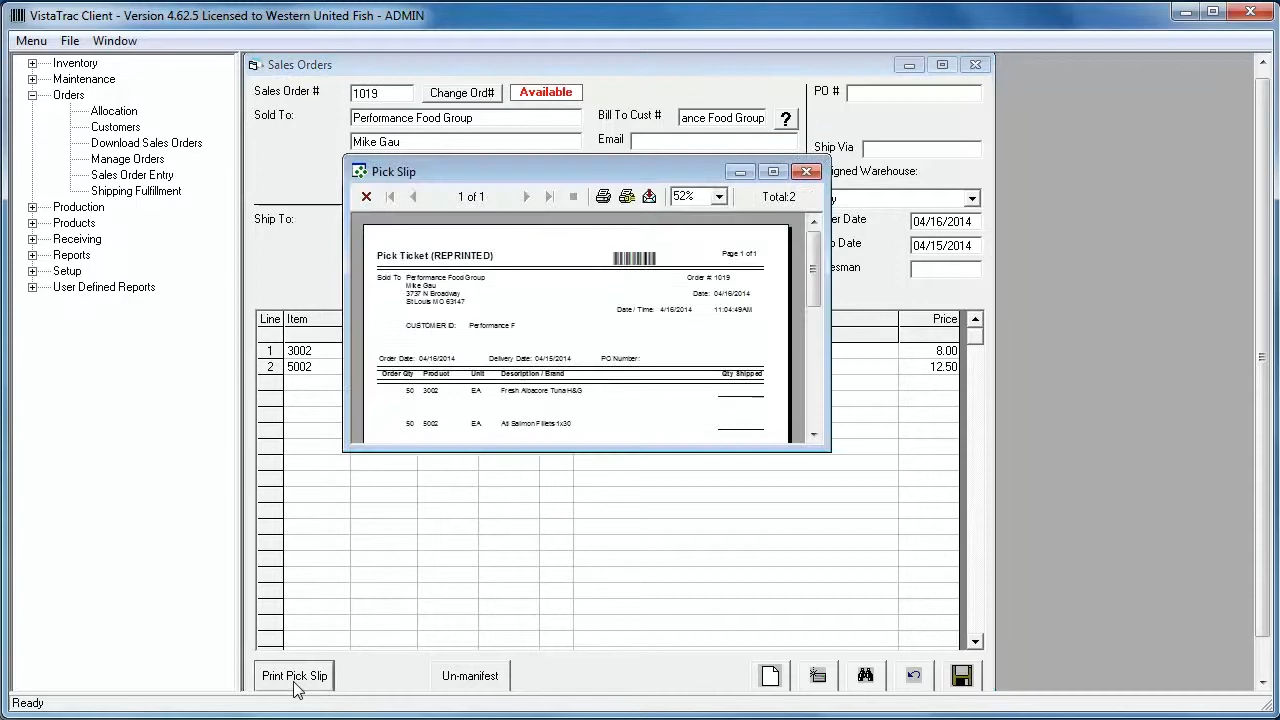 VistaTrac Client - Version 4.62.5 Licensed to Western United Fish - ADMIN
Menu File Window
Inventory
Maintenance
Orders
Allocation
Customers
Download Sales Orders
Manage Orders
Sales Order Entry
Shipping Fulfillment
Production
Products
Receiving
Reports
Setup
User Defined Reports
Sales Orders
Sales Order # 1019 Change Ord# Available
PO #
Sold To: Performance Food Group
Bill To Cust # ance Food Group ?
Mike Gau
Email
Ship Via
igned Warehouse:
y
Ship To:
er Date 04/16/2014
p Date 04/15/2014
esman
Pick Slip
1 of 1 52% Total:2
Pick Ticket (REPRINTED)
Page 1 of 1
Sold To Performance Food Group
Order # 1019
Mike Gau
3737 N Broadway
Date: 04/16/2014
St Louis MO 63147
Date / Time: 4/16/2014 11:04:49AM
CUSTOMER ID: Performance F
Order Date: 04/16/2014 Delivery Date: 04/15/2014 PO Number:
Order Qty Product Unit Description / Brand Qty Shipped
50 3002 EA Fresh Albacore Tuna H&G
50 5002 EA Atl Salmon Fillets 1x30
Line Item Price
1 3002 8.00
2 5002 12.50
Print Pick Slip Un-manifest
Ready